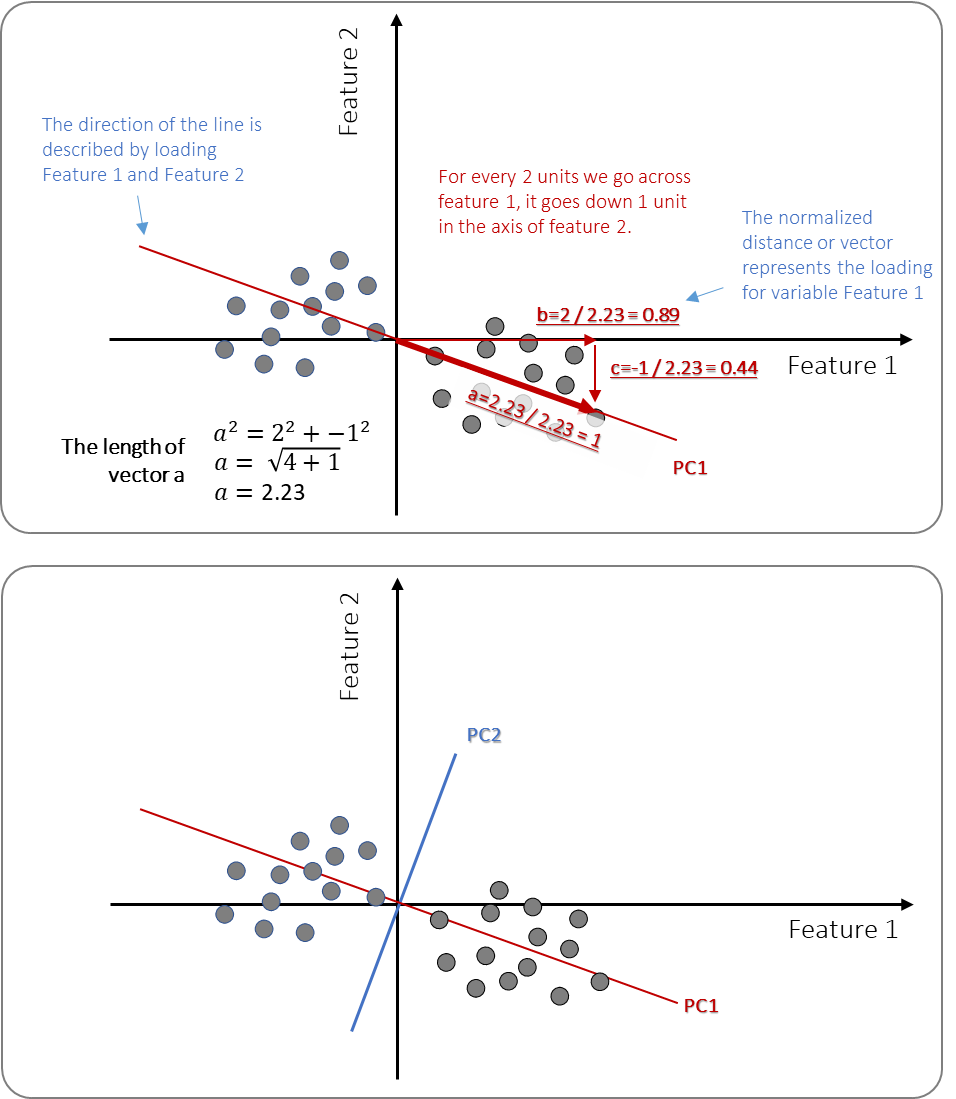 Feature 2
The direction of the line is
described by loading
Feature 1 and Feature 2
For every 2 units we go across
feature 1, it goes down 1 unit
in the axis of feature 2.
The normalized
distance or vector
represents the loading
for variable Feature 1
b=2 / 2.23 = 0.89
Feature 1
c=-1 / 2.23 = 0.44
a=2.23 / 2.23 = 1
PC1
The length of
vector a
a² = 2² + −1²
a = √4 + 1
a = 2.23
Feature 2
PC2
Feature 1
PC1